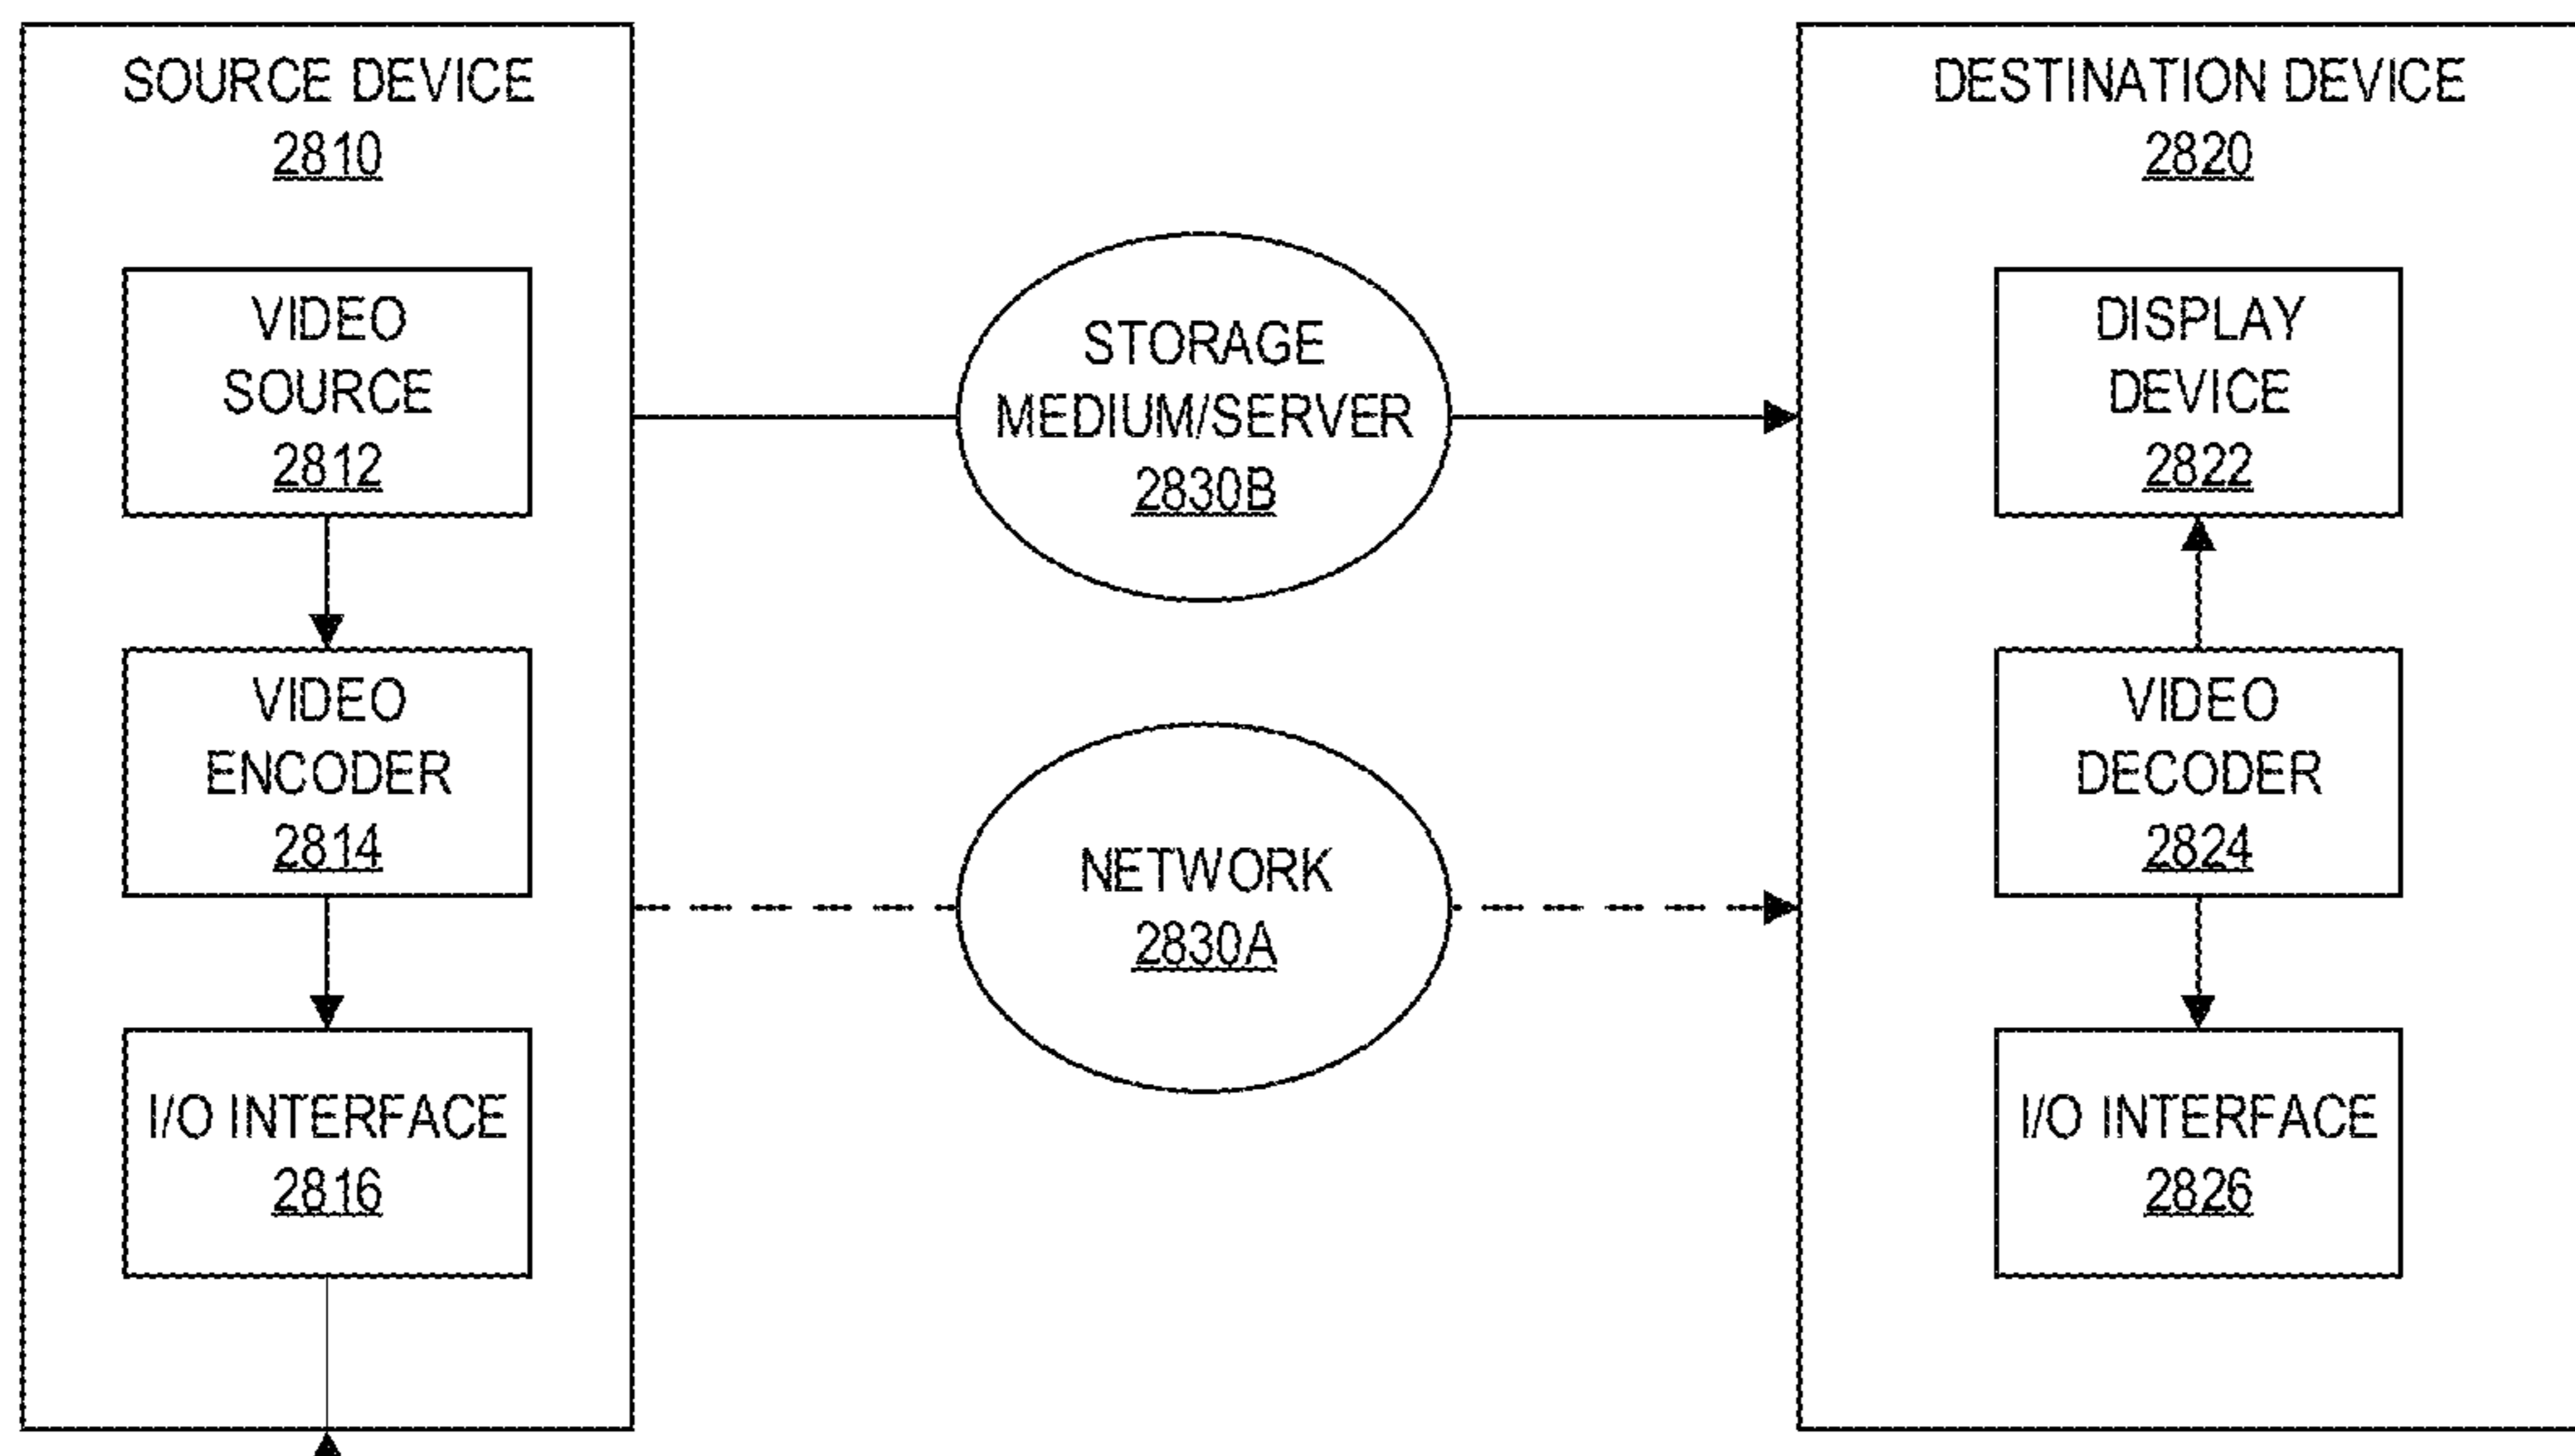 SOURCE DEVICE
2810
VIDEO
SOURCE
2812
VIDEO
ENCODER
2814
I/O INTERFACE
2816
STORAGE
MEDIUM/SERVER
2830B
NETWORK
2830A
DESTINATION DEVICE
2820
DISPLAY
DEVICE
2822
VIDEO
DECODER
2824
I/O INTERFACE
2826